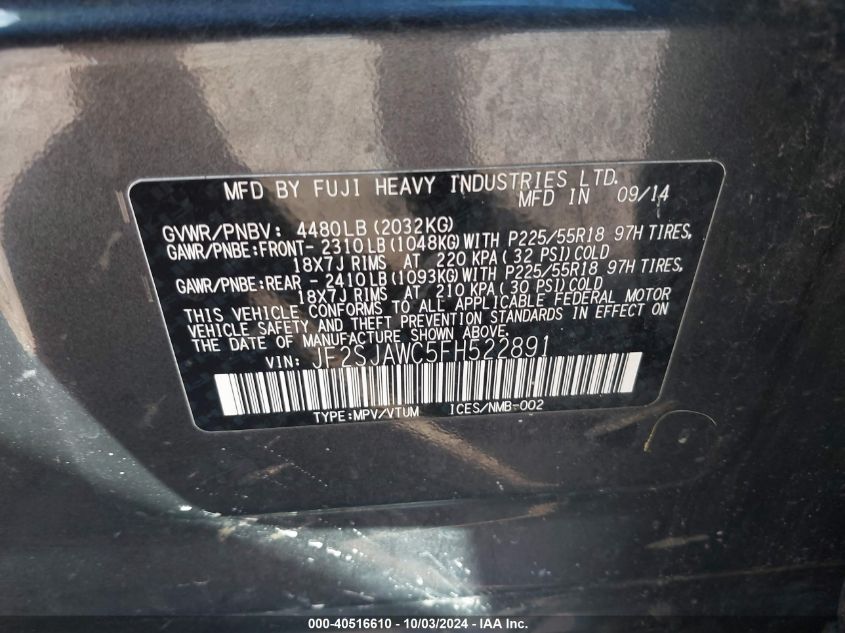 MFD BY FUJI HEAVY INDUSTRIES LTD.
MFD IN 09/14
GVWR/PNBV: 4480LB (2032KG)
GAWR/PNBE:FRONT- 2310LB(1048KG)WITH P225/55R18 97H TIRES,
18X7J RIMS AT 220 KPA (32 PSI)COLD
GAWR/PNBE:REAR - 2410LB(1093KG)WITH P225/55R18 97H TIRES,
18X7J RIMS AT 210 KPA (30 PSI)COLD
THIS VEHICLE CONFORMS TO ALL APPLICABLE FEDERAL MOTOR
VEHICLE SAFETY AND THEFT PREVENTION STANDARDS IN EFFECT ON
THE DATE OF MANUFACTURE SHOWN ABOVE.
VIN: JF2SJAWC5FH522891
TYPE:MPV/VTUM ICES/NMB-002
000-40516610 - 10/03/2024 - IAA Inc.